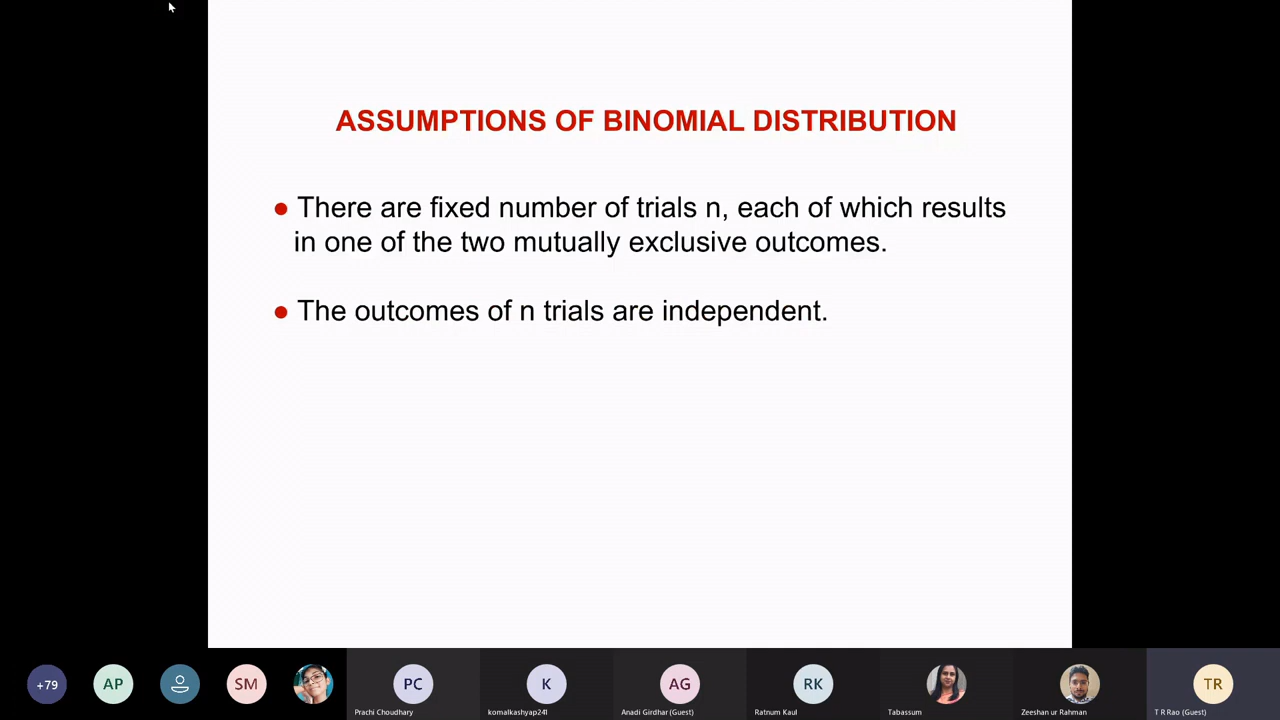 ASSUMPTIONS OF BINOMIAL DISTRIBUTION
● There are fixed number of trials n, each of which results
in one of the two mutually exclusive outcomes.
● The outcomes of n trials are independent.
+79
AP
SM
PC
K
AG
RK
TR
Prachi Choudhary
komalkashyap241
Anadi Girdhar (Guest)
Ratnum Kaul
Tabassum
Zeeshan ur Rahman
T R Rao (Guest)